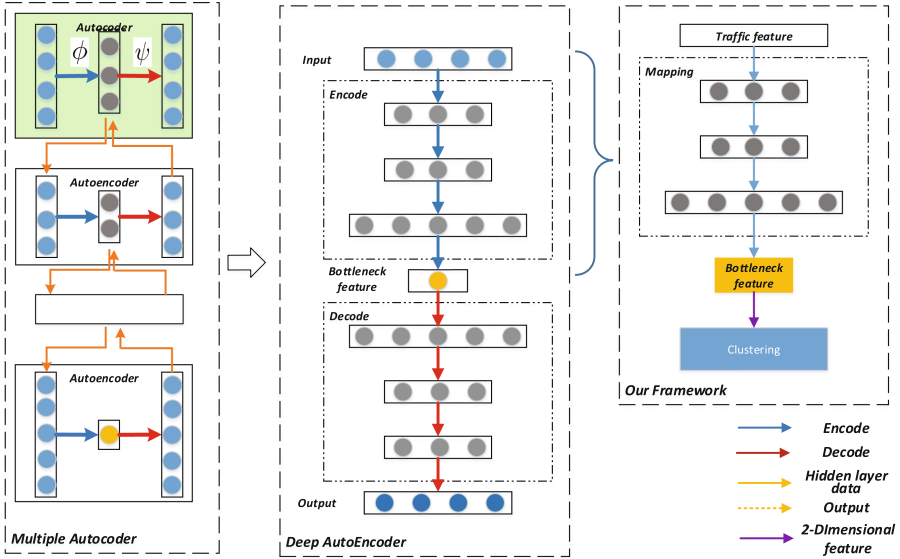 Autocoder
ϕ
ψ
Autoencoder
Autoencoder
Multiple Autocoder
Input
Encode
Bottleneck
feature
Decode
Output
Deep AutoEncoder
Traffic feature
Mapping
Bottleneck
feature
Clustering
Our Framework
Encode
Decode
Hidden layer
data
Output
2-DImensional
feature